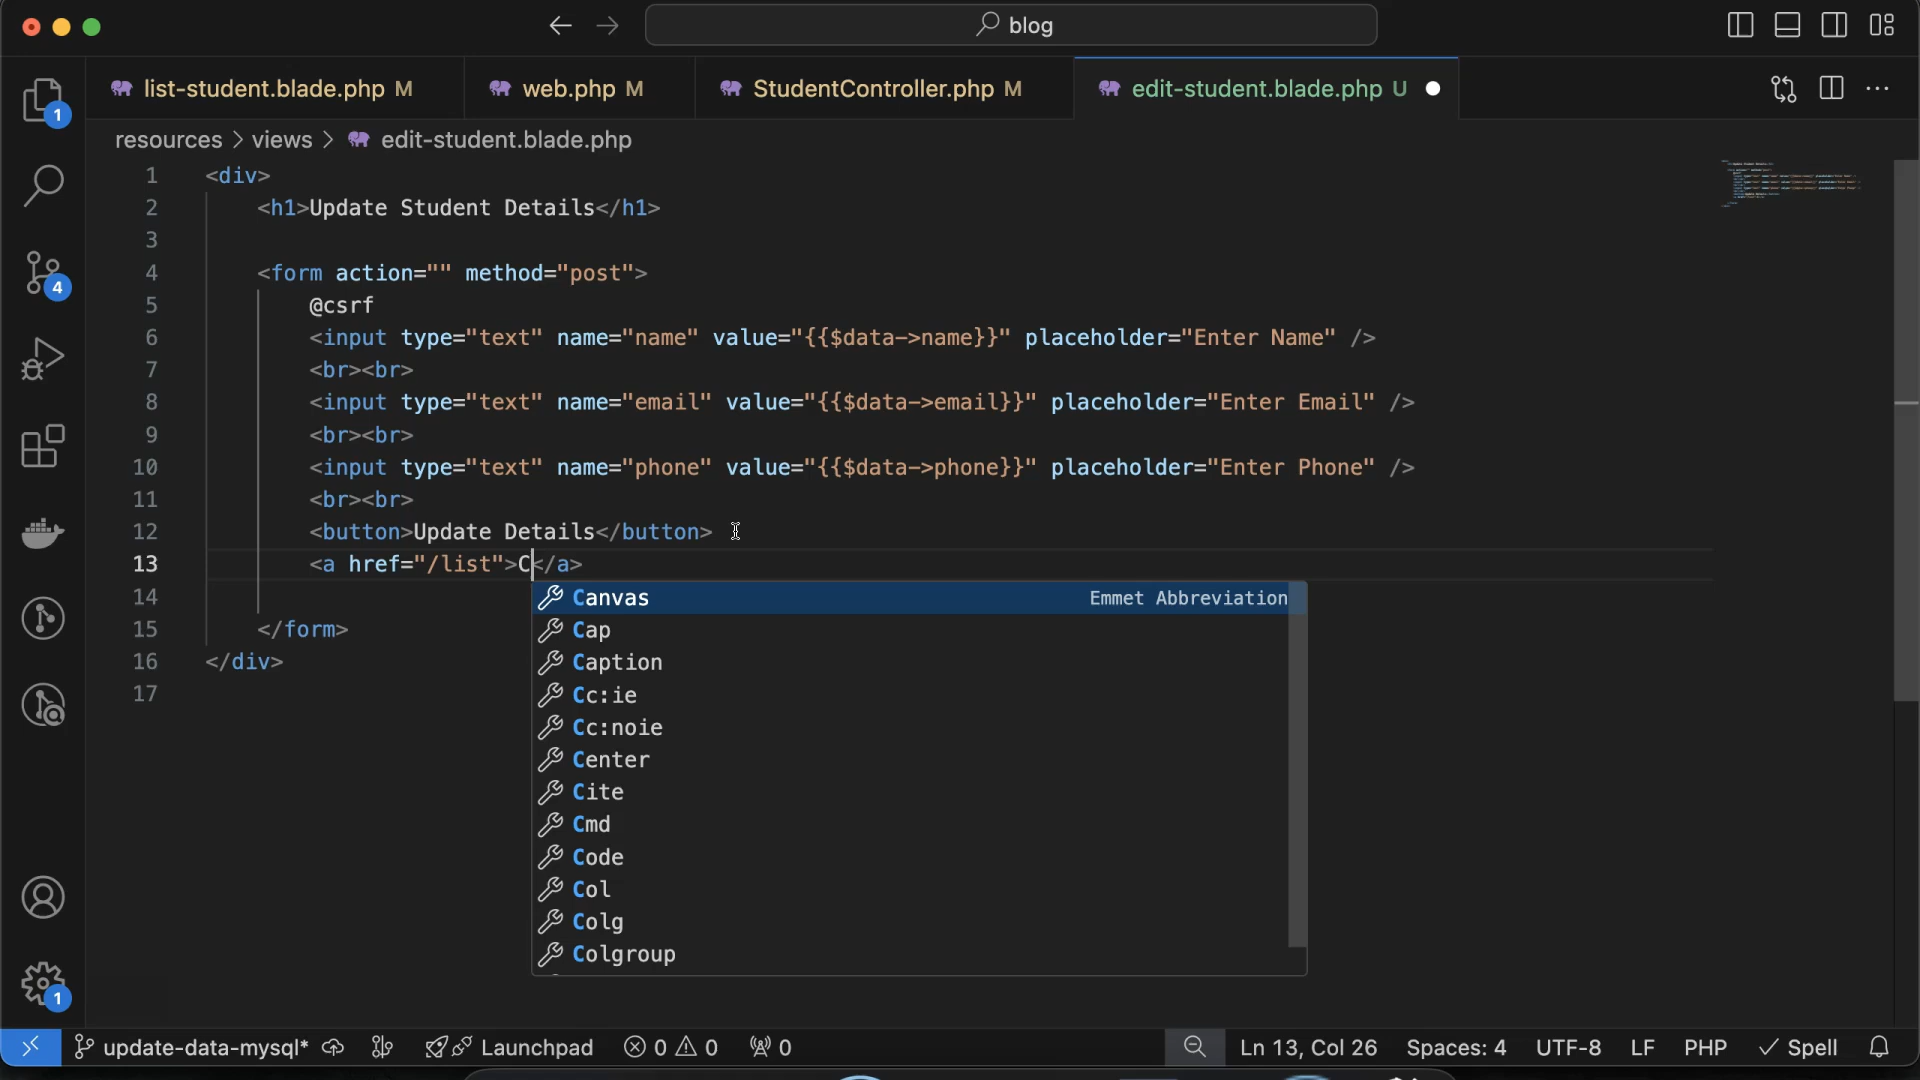 blog
list-student.blade.php M
web.php M
StudentController.php M
edit-student.blade.php U
resources > views > edit-student.blade.php
1 <div>
2 <h1>Update Student Details</h1>
3
4 <form action="" method="post">
5 @csrf
6 <input type="text" name="name" value="{{$data->name}}" placeholder="Enter Name" />
7 <br><br>
8 <input type="text" name="email" value="{{$data->email}}" placeholder="Enter Email" />
9 <br><br>
10 <input type="text" name="phone" value="{{$data->phone}}" placeholder="Enter Phone" />
11 <br><br>
12 <button>Update Details</button>
13 <a href="/list">C</a>
14
15 </form>
16 </div>
17
Canvas Emmet Abbreviation
Cap
Caption
Cc:ie
Cc:noie
Center
Cite
Cmd
Code
Col
Colg
Colgroup
1
4
1
update-data-mysql* Launchpad 0 0 0 Ln 13, Col 26 Spaces: 4 UTF-8 LF PHP Spell